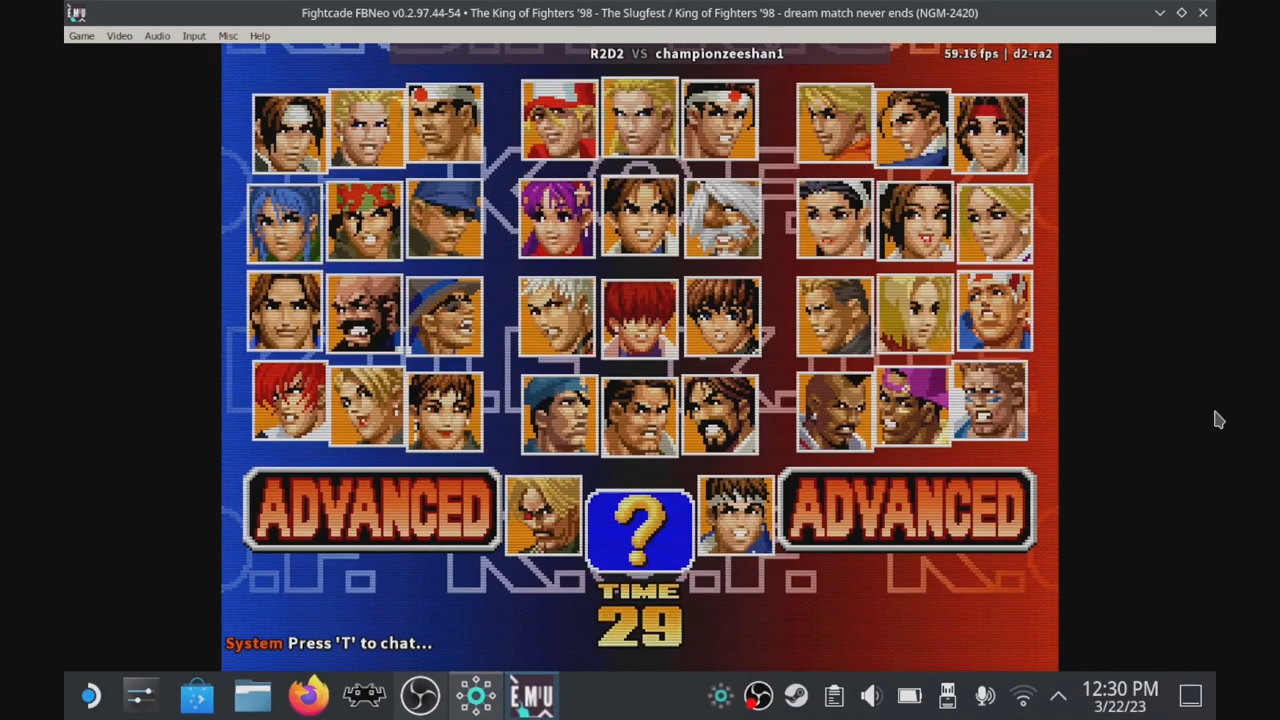 Fightcade FBNeo v0.2.97.44-54 • The King of Fighters '98 - The Slugfest / King of Fighters '98 - dream match never ends (NGM-2420)
Game Video Audio Input Misc Help
R2D2 VS championzeeshan1
59.16 fps | d2-ra2
ADVANCED
?
ADVANCED
TIME
29
System Press 'T' to chat...
EMU
12:30 PM
3/22/23